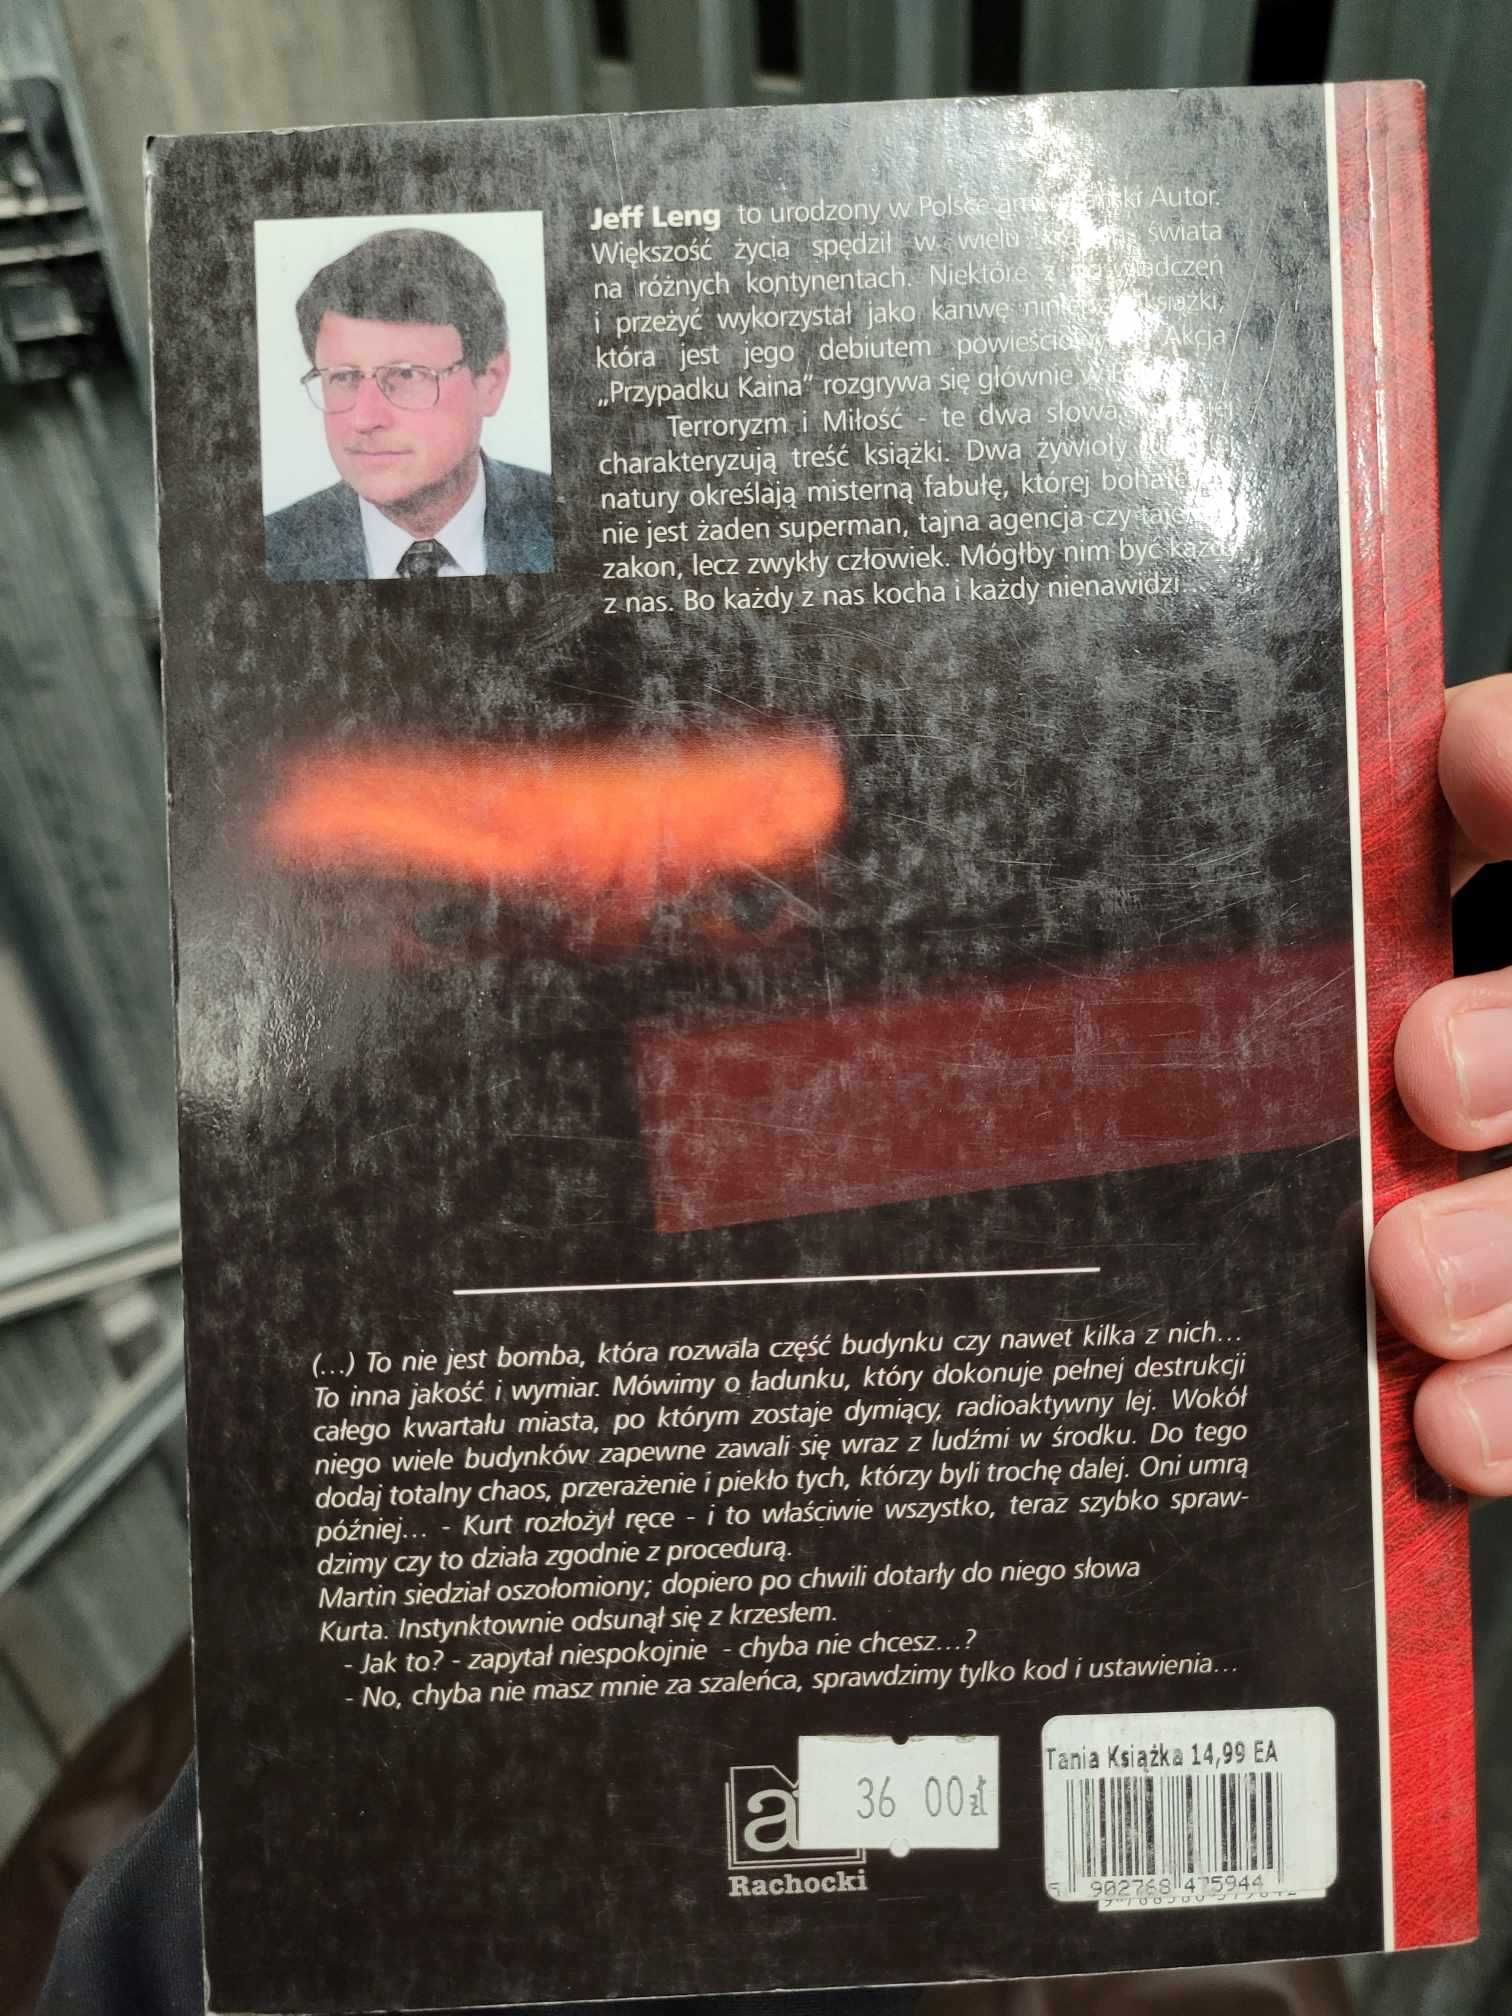 Jeff Leng to urodzony w Polsce amerykański Autor.
Większość życia spędził w wielu świata
na różnych kontynentach. Niektóre z
i przeżyć wykorzystał jako kanwę książki,
która jest jego debiutem Akcja
„Przypadku Kaina” rozgrywa się głównie w
Terroryzm i Miłość - te dwa słowa
charakteryzują treść książki. Dwa żywioły
natury określają misterną fabułę, której
nie jest żaden superman, tajna agencja czy
zakon, lecz zwykły człowiek. Mógłby nim być każdy
z nas. Bo każdy z nas kocha i każdy nienawidzi...
(...) To nie jest bomba, która rozwala część budynku czy nawet kilka z nich...
To inna jakość i wymiar. Mówimy o ładunku, który dokonuje pełnej destrukcji
całego kwartału miasta, po którym zostaje dymiący, radioaktywny lej. Wokół
niego wiele budynków zapewne zawali się wraz z ludźmi w środku. Do tego
dodaj totalny chaos, przerażenie i piekło tych, którzy byli trochę dalej. Oni umrą
później... - Kurt rozłożył ręce - i to właściwie wszystko, teraz szybko spraw-
dzimy czy to działa zgodnie z procedurą.
Martin siedział oszołomiony; dopiero po chwili dotarły do niego słowa
Kurta. Instynktownie odsunął się z krzesłem.
- Jak to? - zapytał niespokojnie - chyba nie chcesz...?
- No, chyba nie masz mnie za szaleńca, sprawdzimy tylko kod i ustawienia...
a
Rachocki
36 00zł
Tania Książka 14,99 EA
5 902768 475944